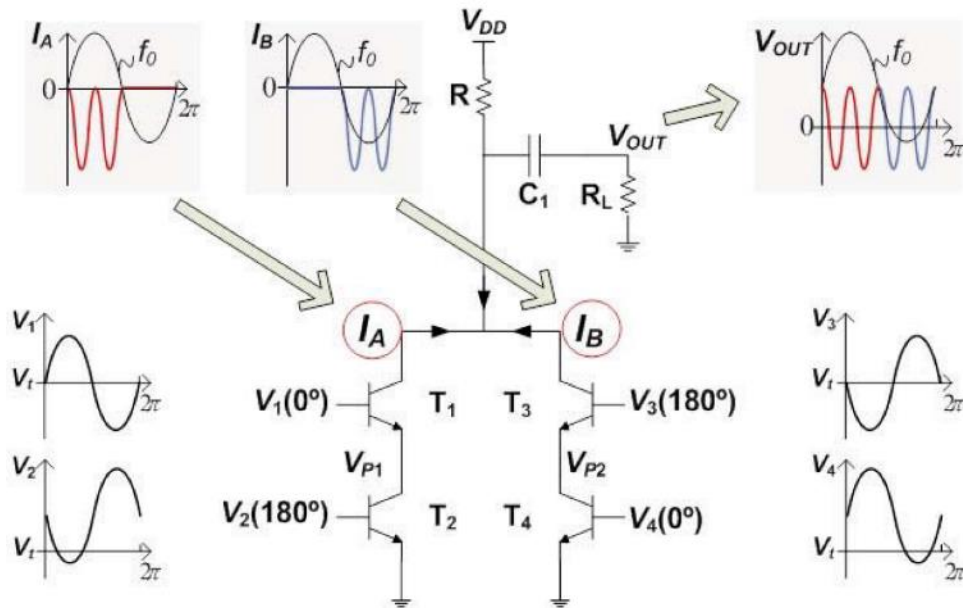 I_A
f_0
0
2π
I_B
f_0
0
2π
V_DD
R
C_1
V_OUT
R_L
V_OUT
f_0
0
2π
I_A
I_B
V_1
V_t
2π
V_2
V_t
2π
V_1(0º)
T_1
T_3
V_3(180º)
V_P1
V_P2
V_2(180º)
T_2
T_4
V_4(0º)
V_3
V_t
2π
V_4
V_t
2π